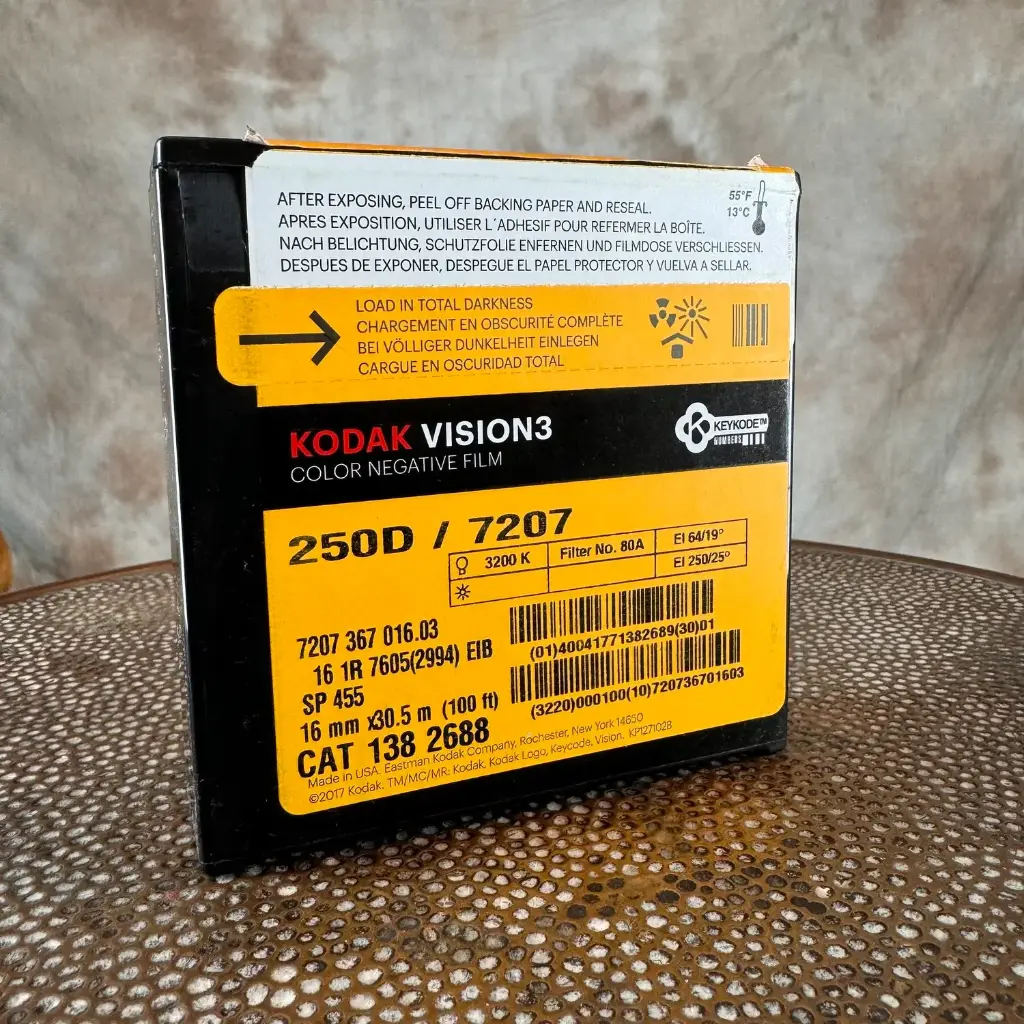 AFTER EXPOSING, PEEL OFF BACKING PAPER AND RESEAL.
APRES EXPOSITION, UTILISER L´ADHESIF POUR REFERMER LA BOÎTE.
NACH BELICHTUNG, SCHUTZFOLIE ENFERNEN UND FILMDOSE VERSCHLIESSEN.
DESPUES DE EXPONER, DESPEGUE EL PAPEL PROTECTOR Y VUELVA A SELLAR.
55°F
13°C
LOAD IN TOTAL DARKNESS
CHARGEMENT EN OBSCURITÉ COMPLÈTE
BEI VÖLLIGER DUNKELHEIT EINLEGEN
CARGUE EN OSCURIDAD TOTAL
KODAK VISION3
COLOR NEGATIVE FILM
K KEYKODE™
NUMBERS
250D / 7207
3200 K Filter No. 80A EI 64/19°
EI 250/25°
7207 367 016.03
16 1R 7605(2994) EIB
SP 455
16 mm x30.5 m (100 ft)
CAT 138 2688
(01)40041771382689(30)01
(3220)000100(10)720736701603
Made in USA. Eastman Kodak Company, Rochester, New York 14650
©2017 Kodak. TM/MC/MR: Kodak, Kodak Logo, Keycode, Vision. KP127102B